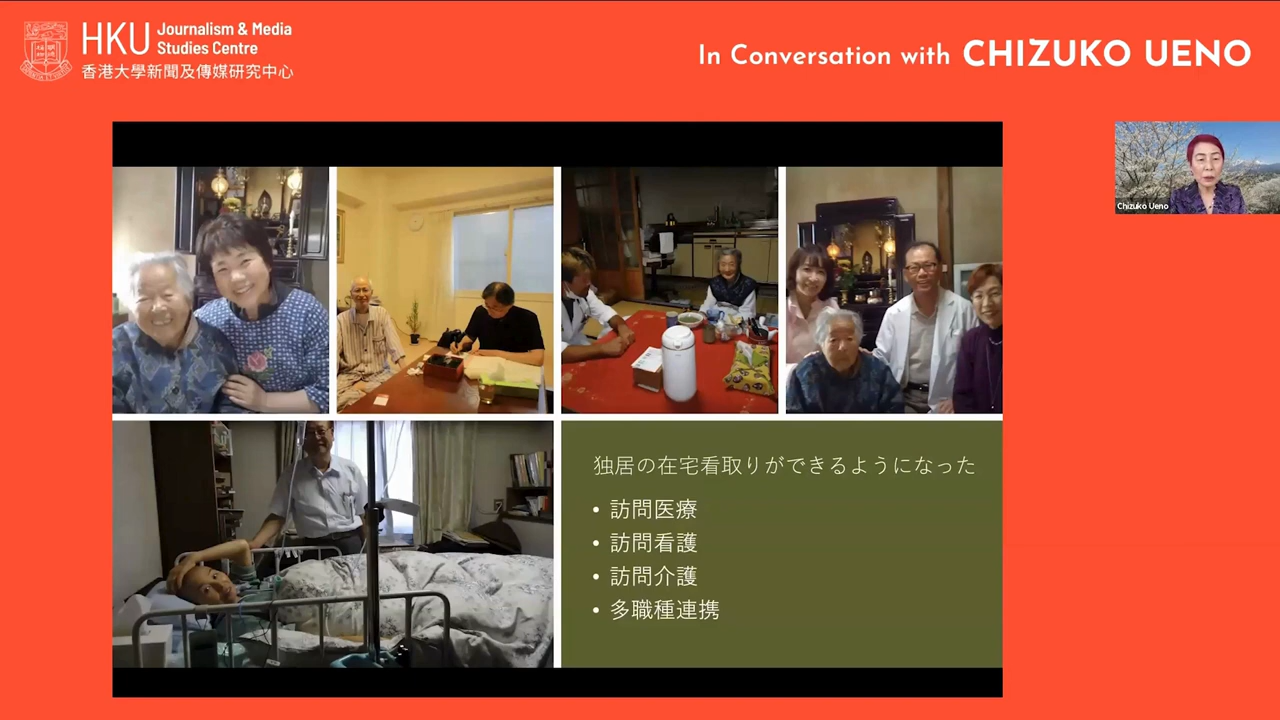 HKU Journalism & Media
Studies Centre
香港大學新聞及傳媒研究中心
In Conversation with CHIZUKO UENO
Chizuko Ueno
独居の在宅看取りができるようになった
• 訪問医療
• 訪問看護
• 訪問介護
• 多職種連携